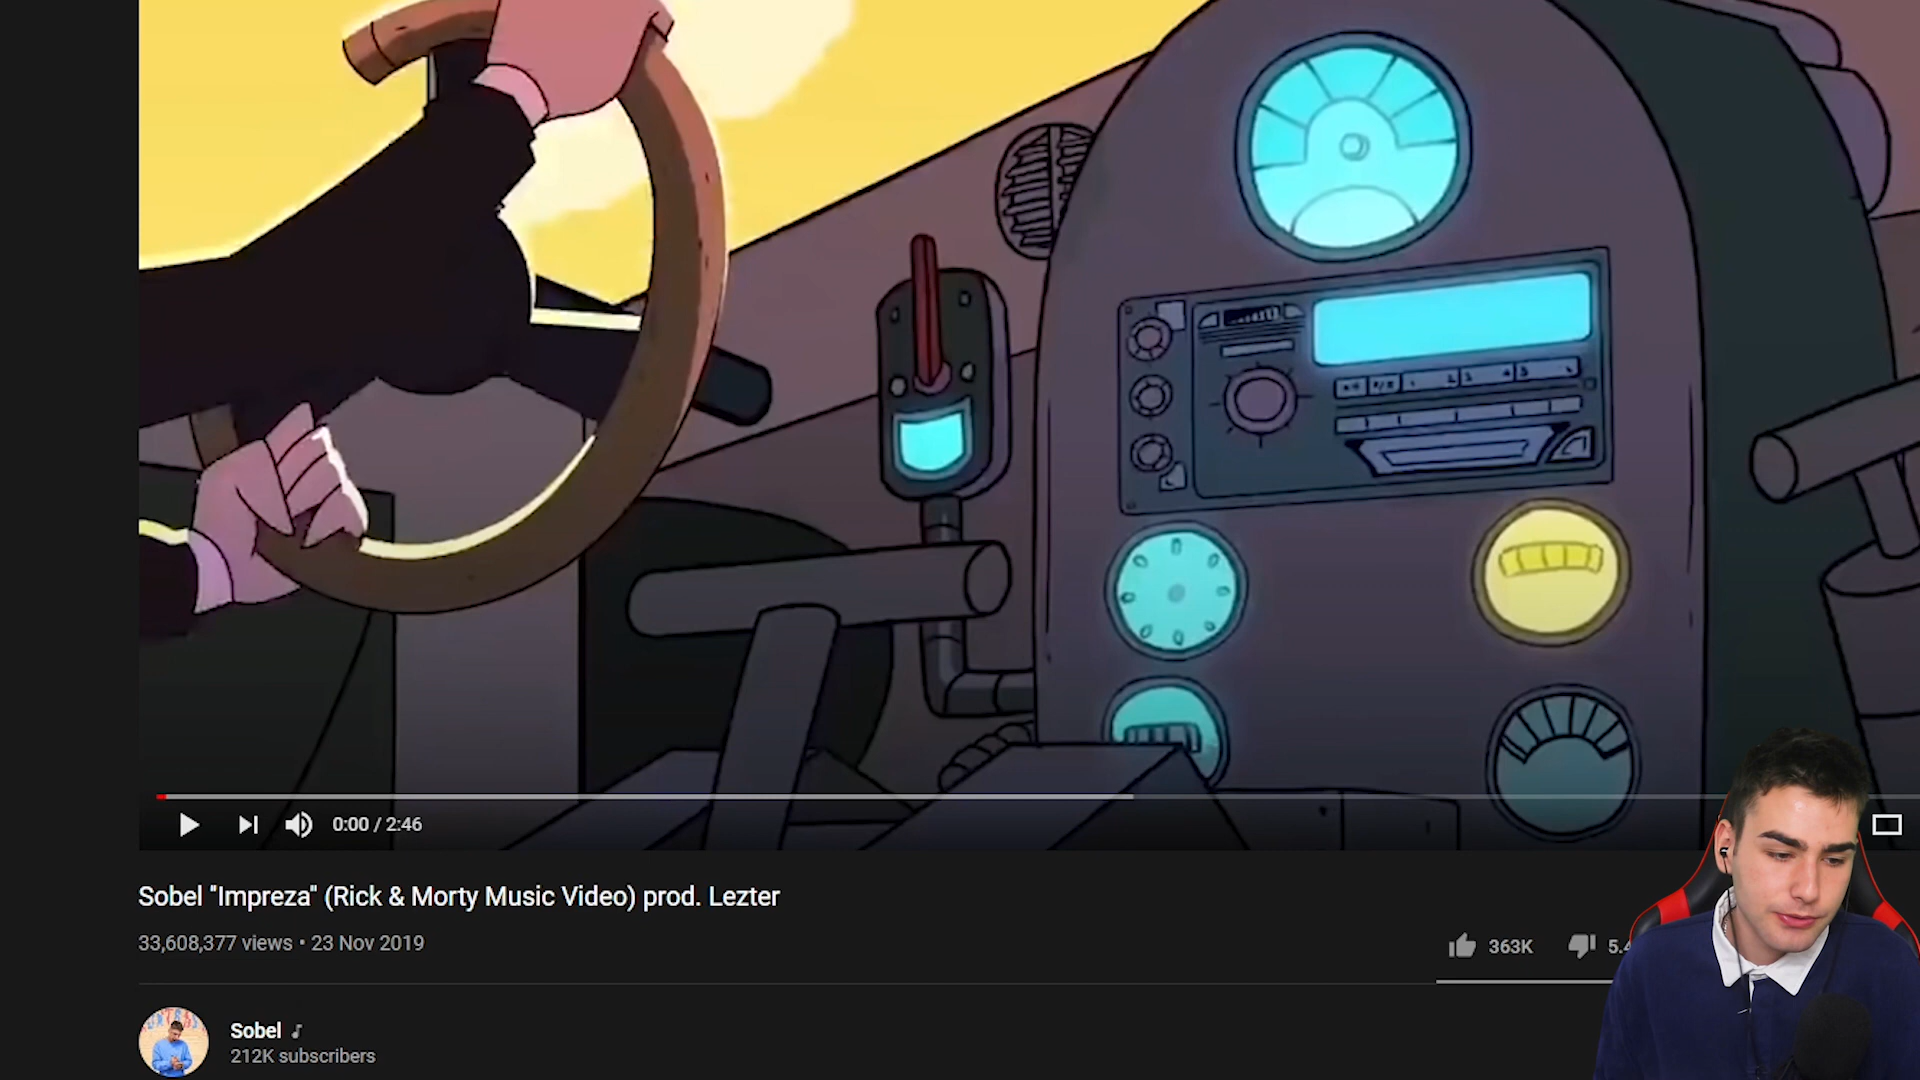 0:00 / 2:46
Sobel "Impreza" (Rick & Morty Music Video) prod. Lezter
33,608,377 views • 23 Nov 2019
363K
Sobel ♪
212K subscribers